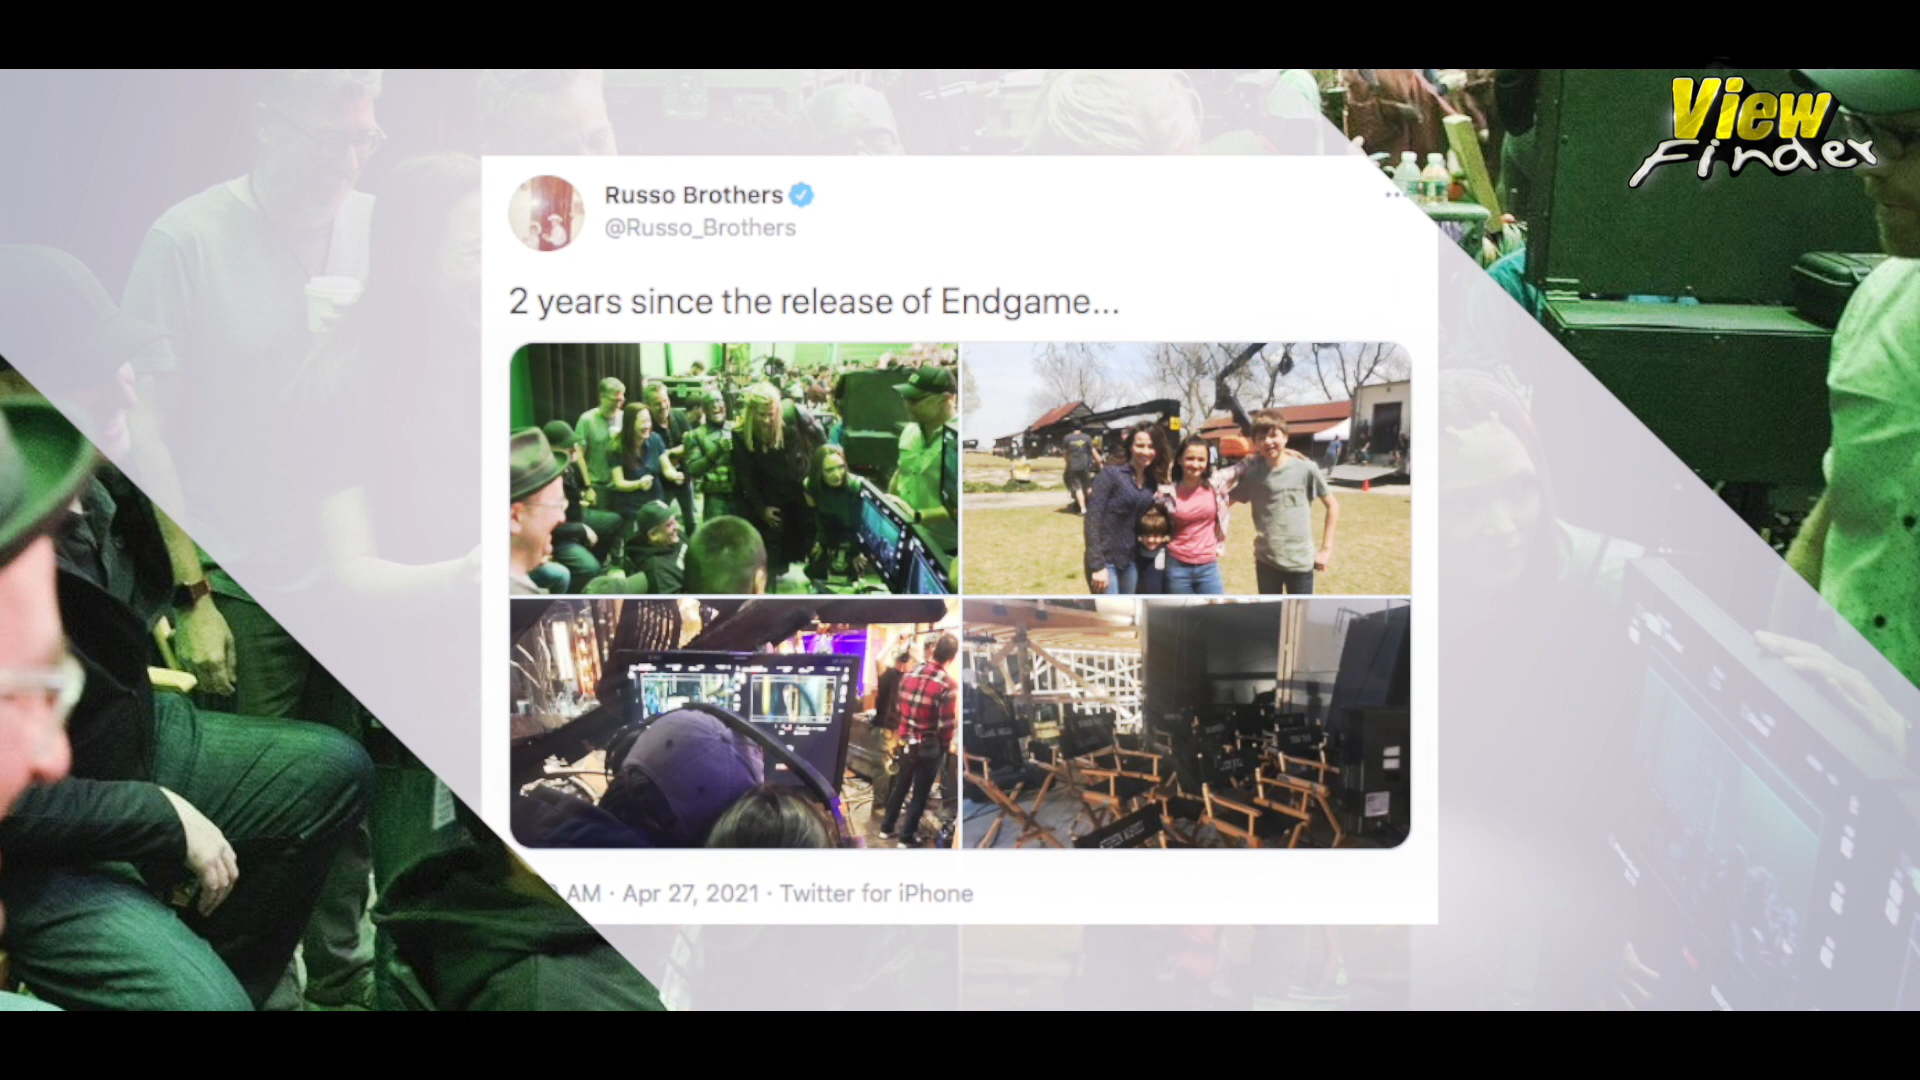 View
Finder
Russo Brothers
@Russo_Brothers
2 years since the release of Endgame...
AM · Apr 27, 2021 · Twitter for iPhone